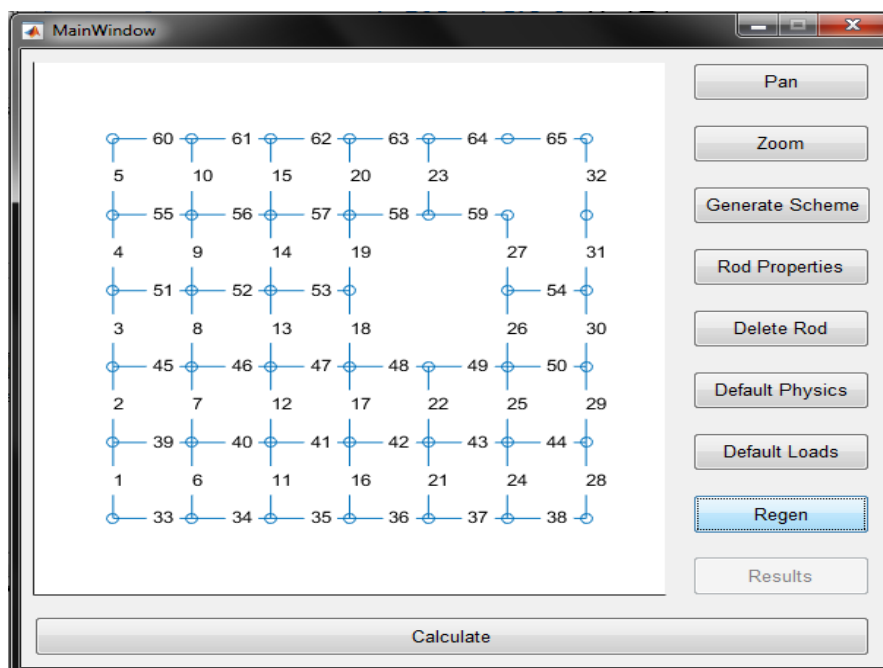 MainWindow
Pan
60 61 62 63 64 65
Zoom
5 10 15 20 23 32
Generate Scheme
55 56 57 58 59
4 9 14 19 27 31
Rod Properties
51 52 53 54
3 8 13 18 26 30
Delete Rod
45 46 47 48 49 50
Default Physics
2 7 12 17 22 25 29
39 40 41 42 43 44
Default Loads
1 6 11 16 21 24 28
Regen
33 34 35 36 37 38
Results
Calculate